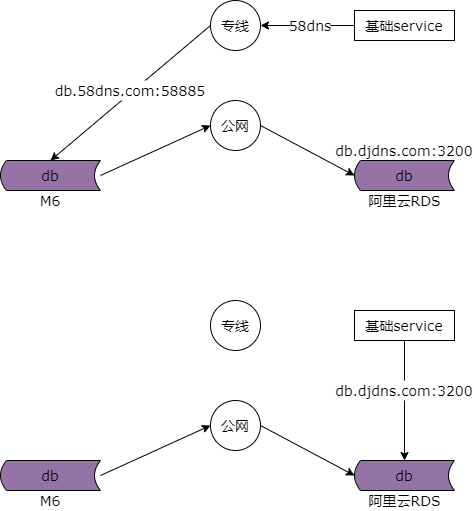 专线
58dns
基础service
db.58dns.com:58885
公网
db.djdns.com:3200
db
db
M6
阿里云RDS
专线
基础service
db.djdns.com:3200
公网
db
db
M6
阿里云RDS